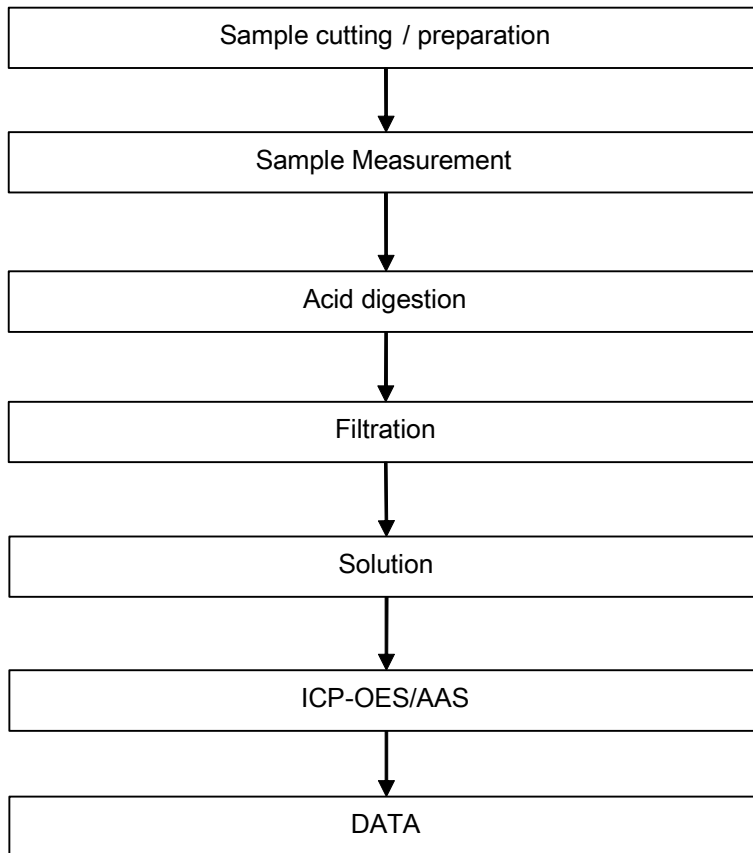 Sample cutting / preparation
Sample Measurement
Acid digestion
Filtration
Solution
ICP-OES/AAS
DATA